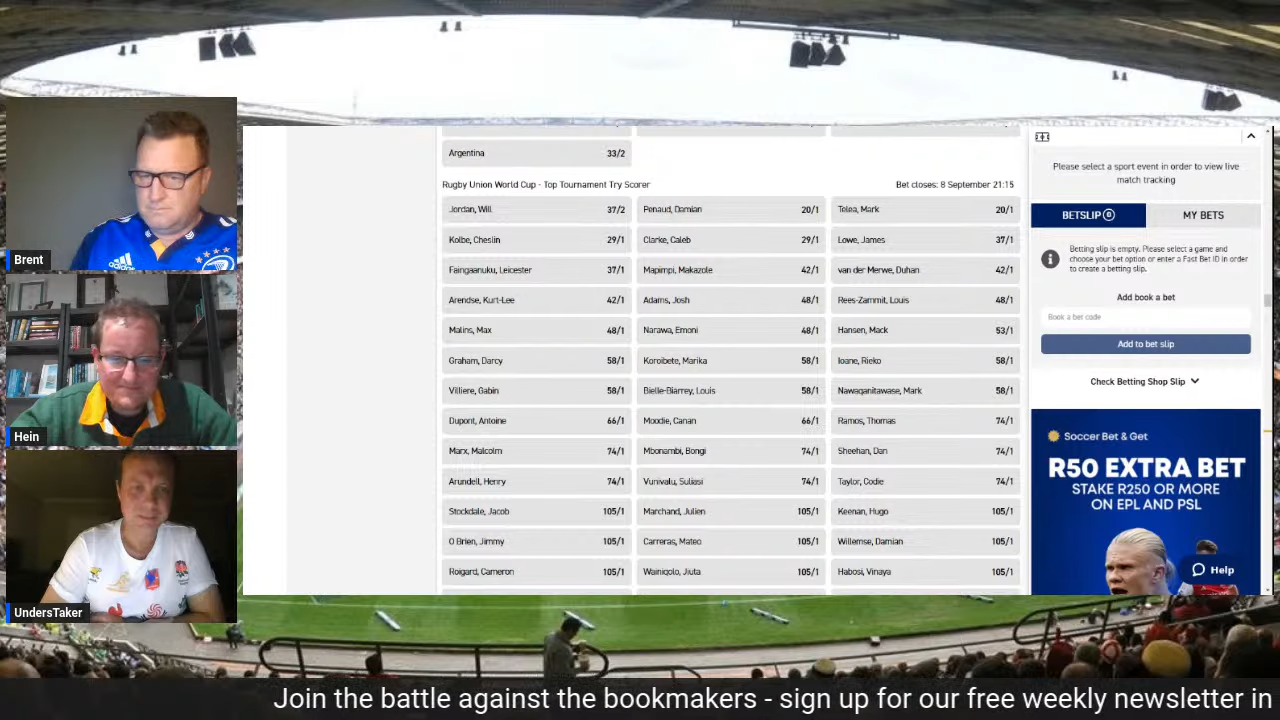 Argentina 33/2
Rugby Union World Cup - Top Tournament Try Scorer Bet closes: 8 September 21:15
Jordan, Will 37/2 Penaud, Damian 20/1 Telea, Mark 20/1
Kolbe, Cheslin 29/1 Clarke, Caleb 29/1 Lowe, James 37/1
Faingaanuku, Leicester 37/1 Mapimpi, Makazole 42/1 van der Merwe, Duhan 42/1
Arendse, Kurt-Lee 42/1 Adams, Josh 48/1 Rees-Zammit, Louis 48/1
Malins, Max 48/1 Narawa, Emoni 48/1 Hansen, Mack 53/1
Graham, Darcy 58/1 Koroibete, Marika 58/1 Ioane, Rieko 58/1
Villiere, Gabin 58/1 Bielle-Biarrey, Louis 58/1 Nawaqanitawase, Mark 58/1
Dupont, Antoine 66/1 Moodie, Canan 66/1 Ramos, Thomas 74/1
Marx, Malcolm 74/1 Mbonambi, Bongi 74/1 Sheehan, Dan 74/1
Arundell, Henry 74/1 Vunivalu, Suliasi 74/1 Taylor, Codie 74/1
Stockdale, Jacob 105/1 Marchand, Julien 105/1 Keenan, Hugo 105/1
O Brien, Jimmy 105/1 Carreras, Mateo 105/1 Willemse, Damian 105/1
Roigard, Cameron 105/1 Wainiqolo, Jiuta 105/1 Habosi, Vinaya 105/1
Please select a sport event in order to view live
match tracking
BETSLIP 0 MY BETS
Betting slip is empty. Please select a game and
choose your bet option or enter a Fast Bet ID in order
to create a betting slip.
Add book a bet
Book a bet code
Add to bet slip
Check Betting Shop Slip
Soccer Bet & Get
R50 EXTRA BET
STAKE R250 OR MORE
ON EPL AND PSL
Help
Brent
adidas
Hein
UndersTaker
Join the battle against the bookmakers - sign up for our free weekly newsletter in